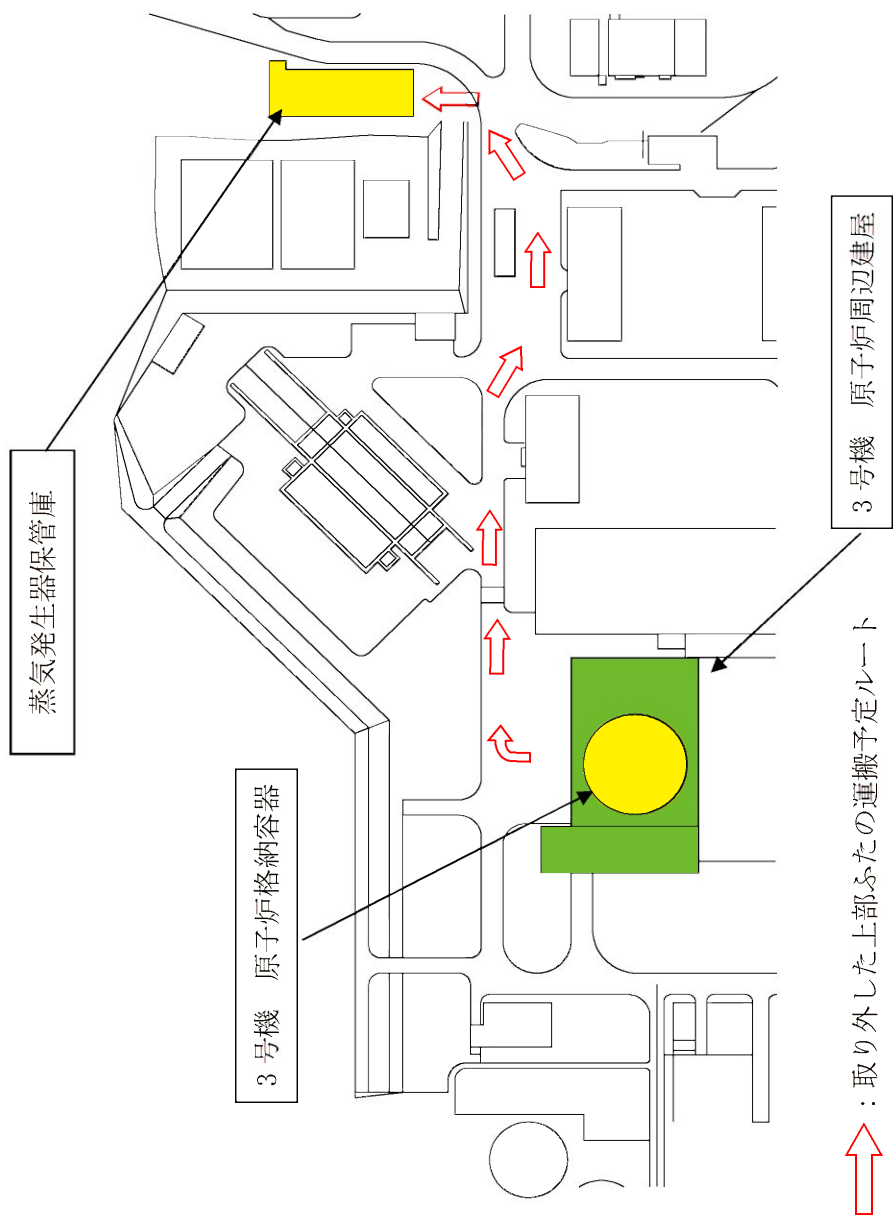 蒸気発生器保管庫
3号機　原子炉格納容器
3号機　原子炉周辺建屋
：取り外した上部ふたの運搬予定ルート